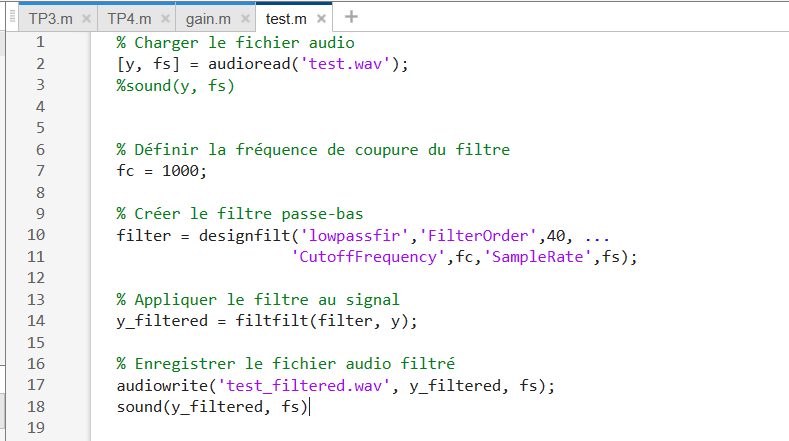 TP3.m × TP4.m × gain.m × test.m × +
1 % Charger le fichier audio
2 [y, fs] = audioread('test.wav');
3 %sound(y, fs)
4
5
6 % Définir la fréquence de coupure du filtre
7 fc = 1000;
8
9 % Créer le filtre passe-bas
10 filter = designfilt('lowpassfir','FilterOrder',40, ...
11 'CutoffFrequency',fc,'SampleRate',fs);
12
13 % Appliquer le filtre au signal
14 y_filtered = filtfilt(filter, y);
15
16 % Enregistrer le fichier audio filtré
17 audiowrite('test_filtered.wav', y_filtered, fs);
18 sound(y_filtered, fs)
19